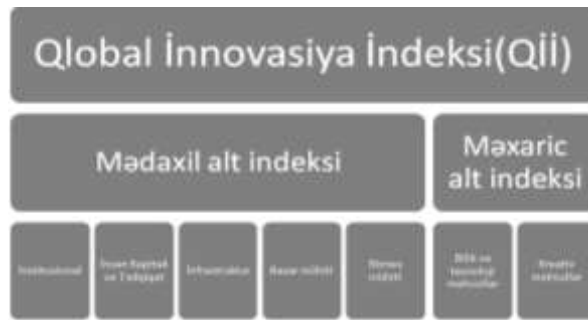 Qlobal İnnovasiya İndeksi(Qİİ)
Mədaxil alt indeksi
Məxaric
alt indeksi
İnstitusional
İnsan Kapitalı
və Tədqiqat
İnfrastruktur
Bazar mühiti
Biznes
mühiti
Bilik və
texnoloji
məhsullar
Kreativ
məhsullar